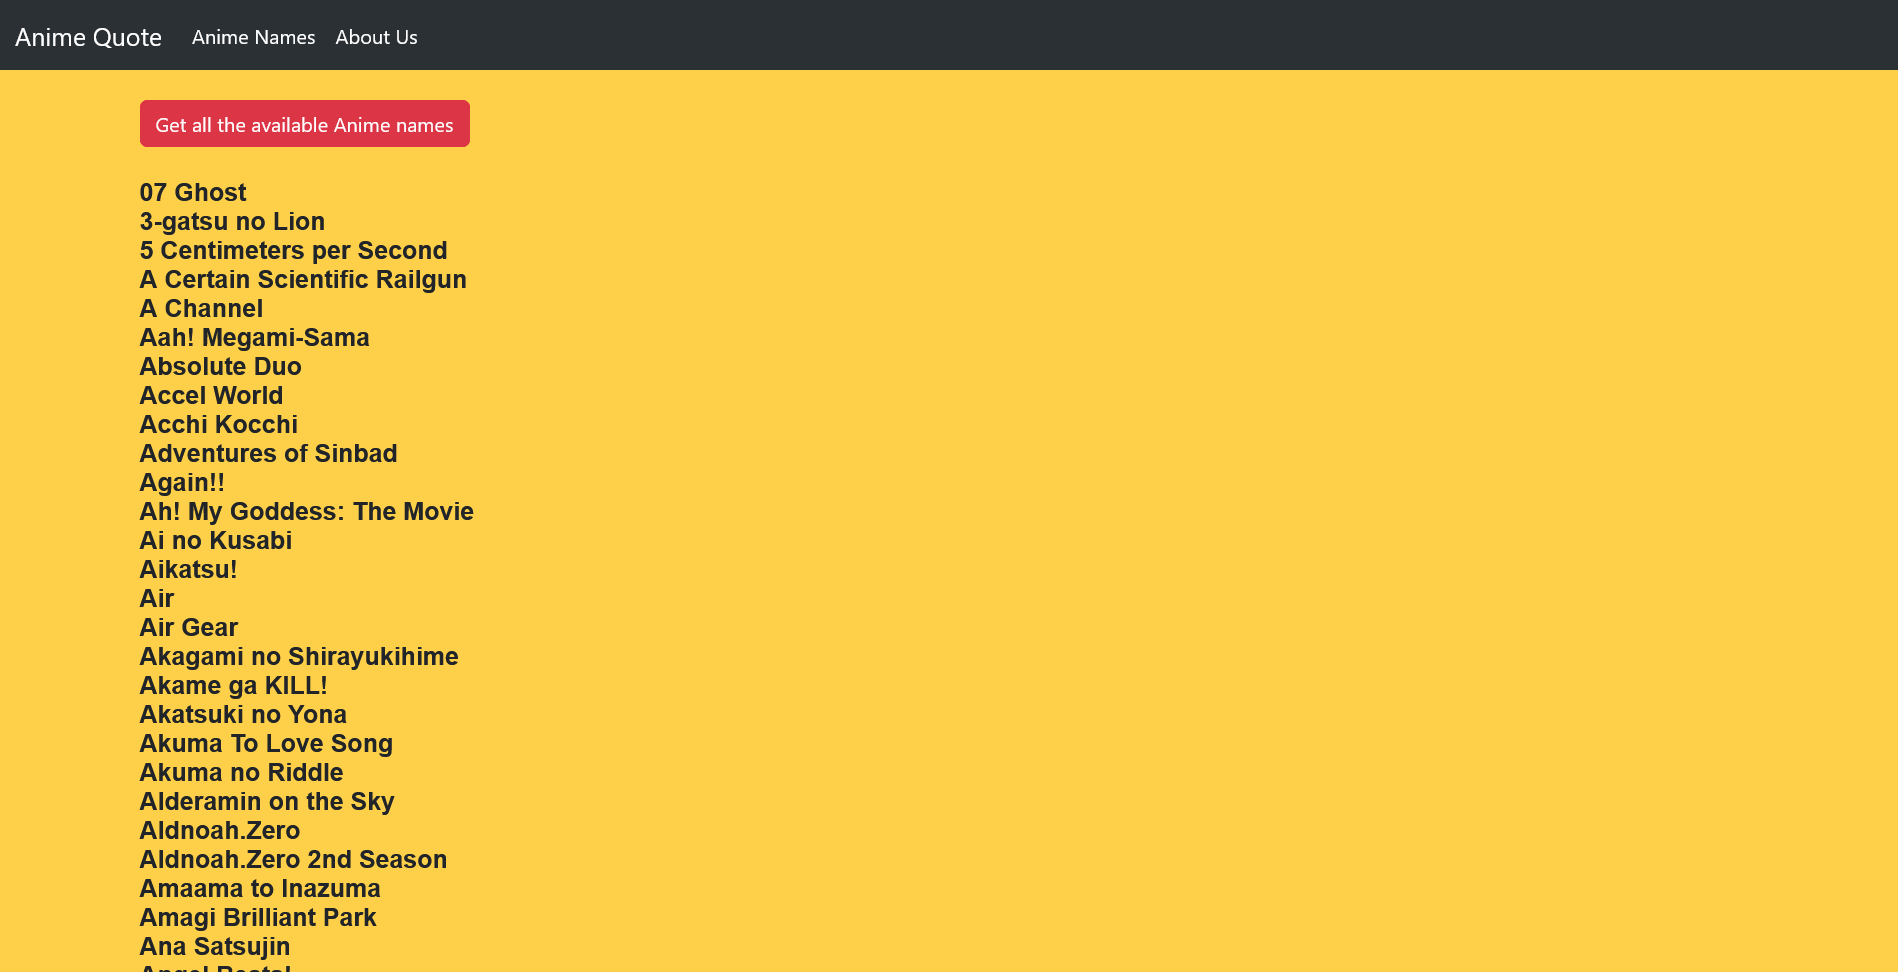 Anime Quote Anime Names About Us
Get all the available Anime names
07 Ghost
3-gatsu no Lion
5 Centimeters per Second
A Certain Scientific Railgun
A Channel
Aah! Megami-Sama
Absolute Duo
Accel World
Acchi Kocchi
Adventures of Sinbad
Again!!
Ah! My Goddess: The Movie
Ai no Kusabi
Aikatsu!
Air
Air Gear
Akagami no Shirayukihime
Akame ga KILL!
Akatsuki no Yona
Akuma To Love Song
Akuma no Riddle
Alderamin on the Sky
Aldnoah.Zero
Aldnoah.Zero 2nd Season
Amaama to Inazuma
Amagi Brilliant Park
Ana Satsujin
Angel Beats!